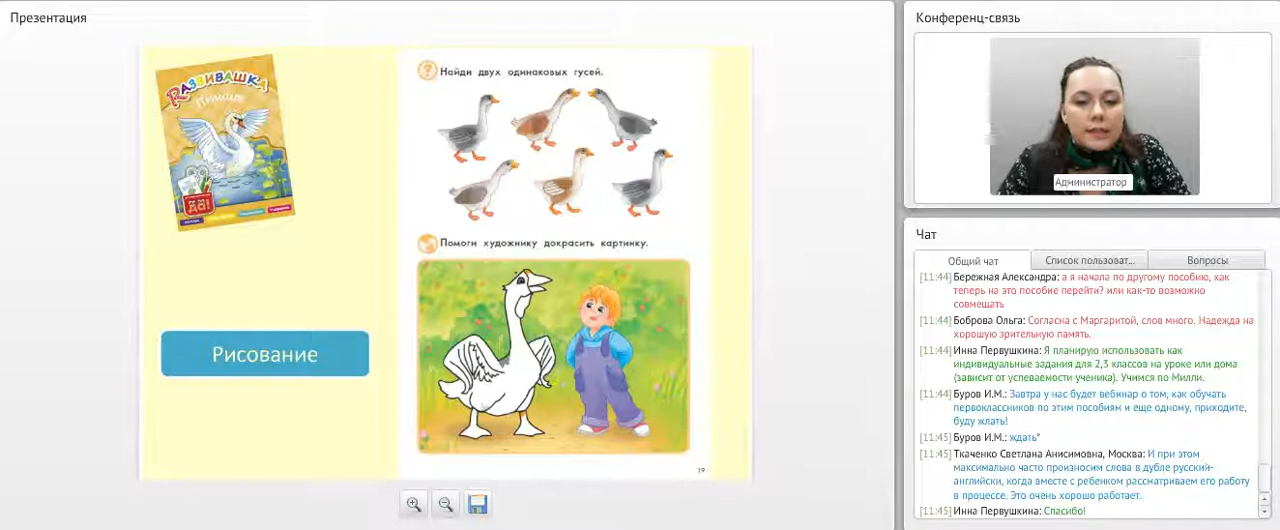 Презентация
РАЗВИВАШКА
Птицы
ДА!
Рисование
Найди двух одинаковых гусей.
Помоги художнику докрасить картинку.
19
Конференц-связь
Администратор
Чат
Общий чат
Список пользоват...
Вопросы
[11:44] Бережная Александра: а я начала по другому пособию, как
теперь на это пособие перейти? или как-то возможно
совмещать
[11:44] Боброва Ольга: Согласна с Маргаритой, слов много. Надежда на
хорошую зрительную память.
[11:44] Инна Первушкина: Я планирую использовать как
индивидуальные задания для 2,3 классов на уроке или дома
(зависит от успеваемости ученика). Учимся по Милли.
[11:44] Буров И.М.: Завтра у нас будет вебинар о том, как обучать
первоклассников по этим пособиям и еще одному, приходите,
буду жлать!
[11:45] Буров И.М.: ждать*
[11:45] Ткаченко Светлана Анисимовна, Москва: И при этом
максимально часто произносим слова в дубле русский-
английски, когда вместе с ребенком рассматриваем его работу
в процессе. Это очень хорошо работает.
[11:45] Инна Первушкина: Спасибо!